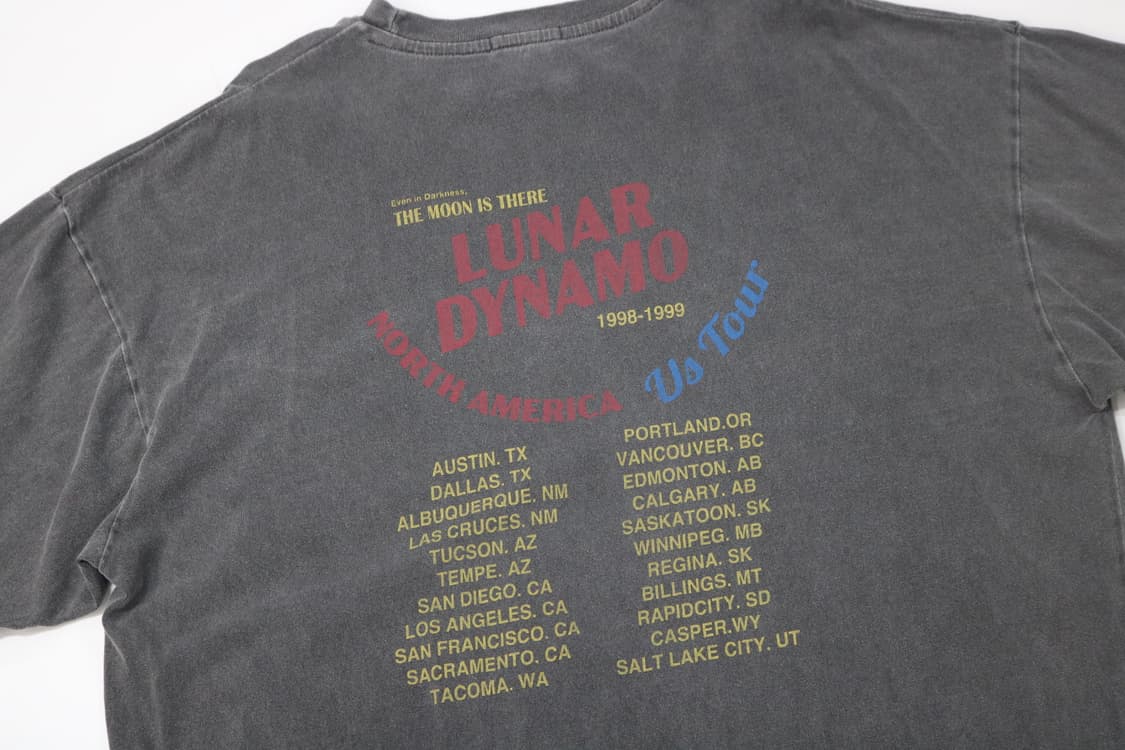 Even in Darkness,
THE MOON IS THERE
LUNAR
DYNAMO
1998-1999
NORTH AMERICA Us Tour
AUSTIN. TX
DALLAS. TX
ALBUQUERQUE. NM
LAS CRUCES. NM
TUCSON. AZ
TEMPE. AZ
SAN DIEGO. CA
LOS ANGELES. CA
SAN FRANCISCO. CA
SACRAMENTO. CA
TACOMA. WA
PORTLAND.OR
VANCOUVER. BC
EDMONTON. AB
CALGARY. AB
SASKATOON. SK
WINNIPEG. MB
REGINA. SK
BILLINGS. MT
RAPIDCITY. SD
CASPER.WY
SALT LAKE CITY. UT